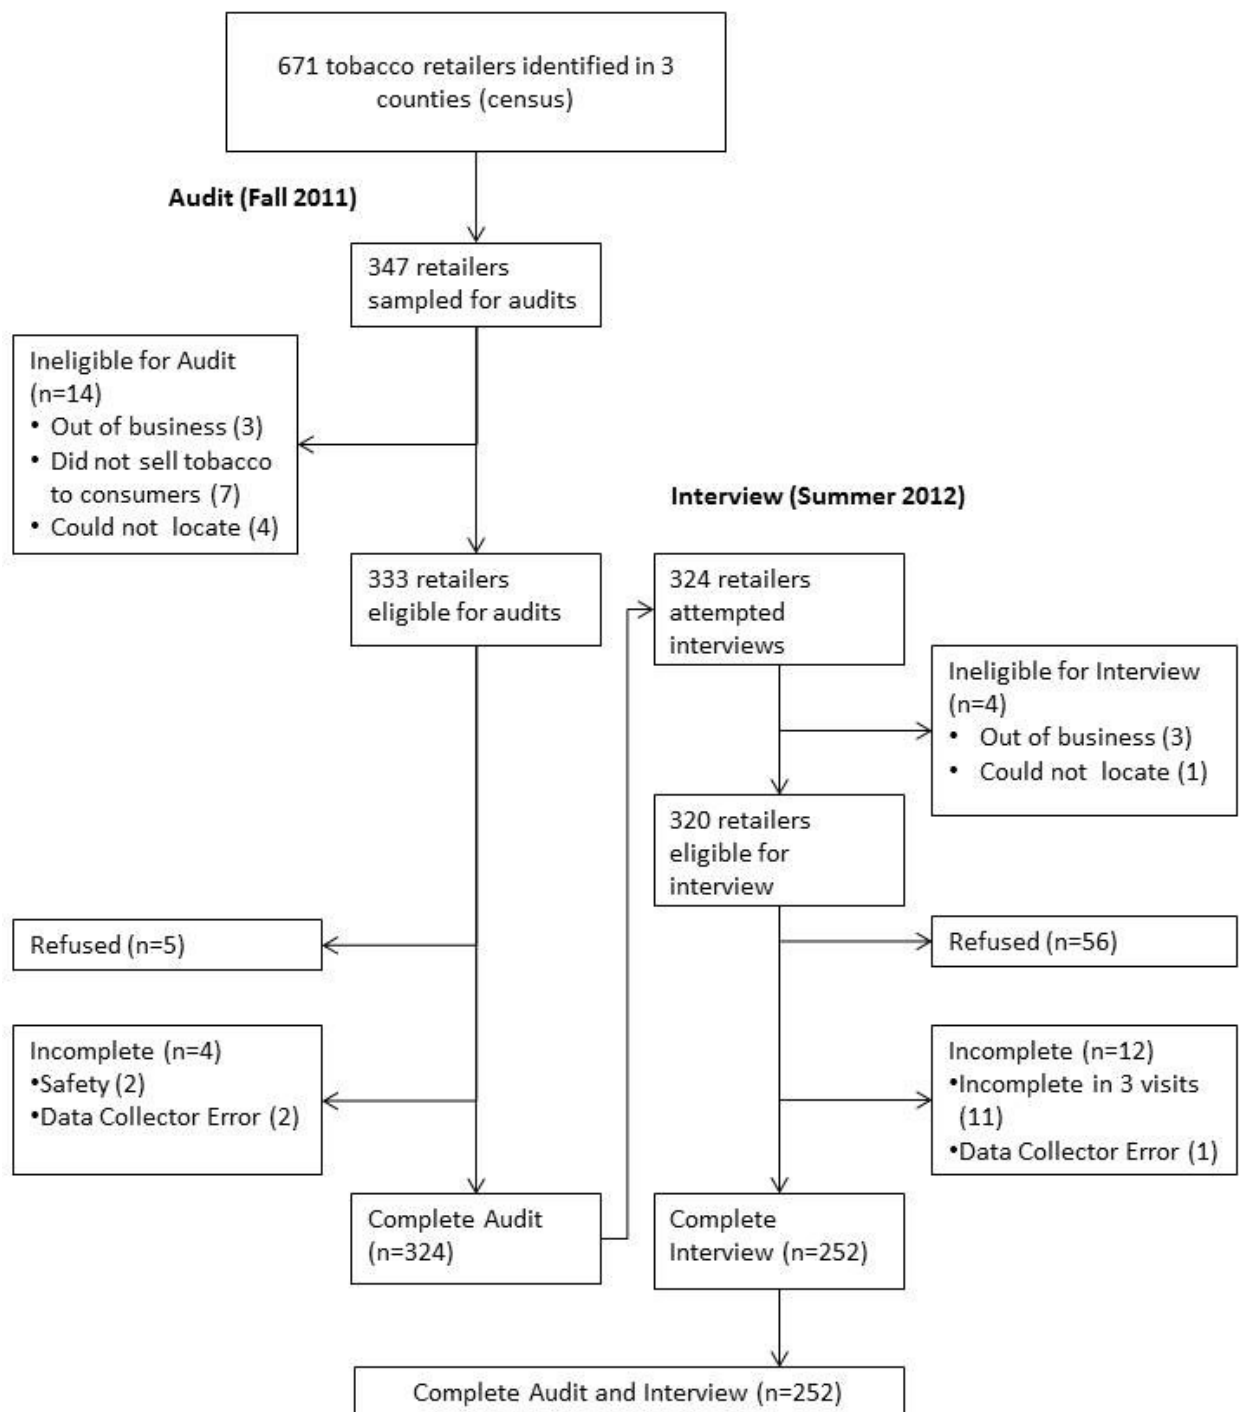 671 tobacco retailers identified in 3
counties (census)
Audit (Fall 2011)
347 retailers
sampled for audits
Ineligible for Audit
(n=14)
• Out of business (3)
• Did not sell tobacco
to consumers (7)
• Could not locate (4)
333 retailers
eligible for audits
Refused (n=5)
Incomplete (n=4)
•Safety (2)
•Data Collector Error (2)
Complete Audit
(n=324)
Interview (Summer 2012)
324 retailers
attempted
interviews
Ineligible for Interview
(n=4)
• Out of business (3)
• Could not locate (1)
320 retailers
eligible for
interview
Refused (n=56)
Incomplete (n=12)
•Incomplete in 3 visits
(11)
•Data Collector Error (1)
Complete
Interview (n=252)
Complete Audit and Interview (n=252)